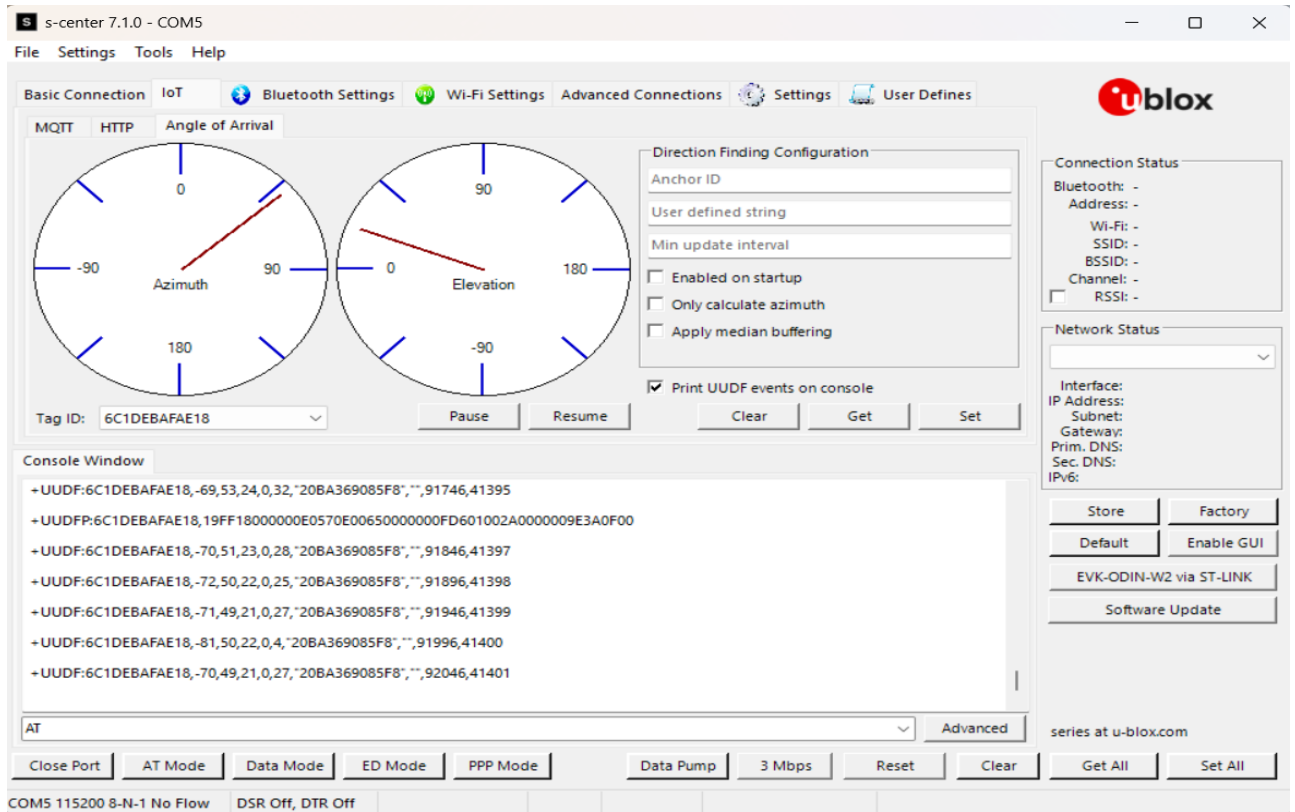 s-center 7.1.0 - COM5
File Settings Tools Help
Basic Connection IoT Bluetooth Settings Wi-Fi Settings Advanced Connections Settings User Defines
ublox
MQTT HTTP Angle of Arrival
0
-90
90
Azimuth
180
90
0
180
Elevation
-90
Tag ID: 6C1DEBAFAE18
Pause Resume
Direction Finding Configuration
Anchor ID
User defined string
Min update interval
Enabled on startup
Only calculate azimuth
Apply median buffering
Print UUDF events on console
Clear Get Set
Connection Status
Bluetooth: -
Address: -
Wi-Fi: -
SSID: -
BSSID: -
Channel: -
RSSI: -
Network Status
Interface:
IP Address:
Subnet:
Gateway:
Prim. DNS:
Sec. DNS:
IPv6:
Console Window
+UUDF:6C1DEBAFAE18,-69,53,24,0,32,"20BA369085F8","",91746,41395
+UUDFP:6C1DEBAFAE18,19FF18000000E0570E00650000000FD601002A0000009E3A0F00
+UUDF:6C1DEBAFAE18,-70,51,23,0,28,"20BA369085F8","",91846,41397
+UUDF:6C1DEBAFAE18,-72,50,22,0,25,"20BA369085F8","",91896,41398
+UUDF:6C1DEBAFAE18,-71,49,21,0,27,"20BA369085F8","",91946,41399
+UUDF:6C1DEBAFAE18,-81,50,22,0,4,"20BA369085F8","",91996,41400
+UUDF:6C1DEBAFAE18,-70,49,21,0,27,"20BA369085F8","",92046,41401
AT
Advanced
Store Factory
Default Enable GUI
EVK-ODIN-W2 via ST-LINK
Software Update
series at u-blox.com
Close Port AT Mode Data Mode ED Mode PPP Mode Data Pump 3 Mbps Reset Clear Get All Set All
COM5 115200 8-N-1 No Flow DSR Off, DTR Off